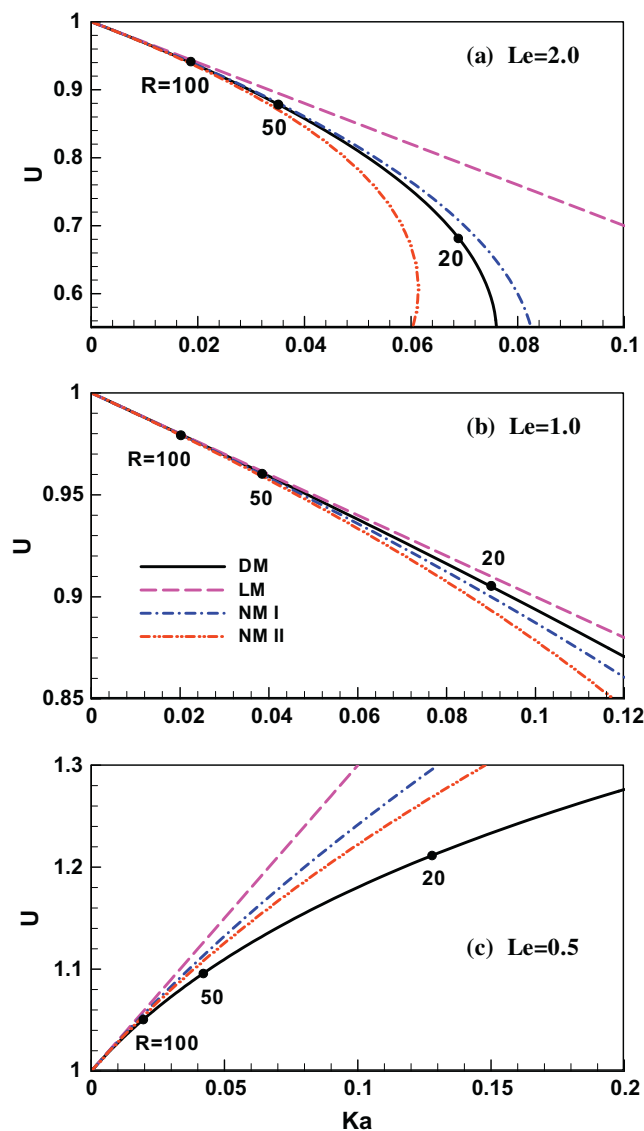 1
(a) Le=2.0
R=100
0.9
50
0.8
U
0.7
20
0.6
0 0.02 0.04 0.06 0.08 0.1
1
(b) Le=1.0
R=100
50
0.95
U
20
DM
LM
0.9
NM I
NM II
0.85
0 0.02 0.04 0.06 0.08 0.1 0.12
1.3
1.2
20
U
(c) Le=0.5
1.1
50
R=100
1
0 0.05 0.1 0.15 0.2
Ka